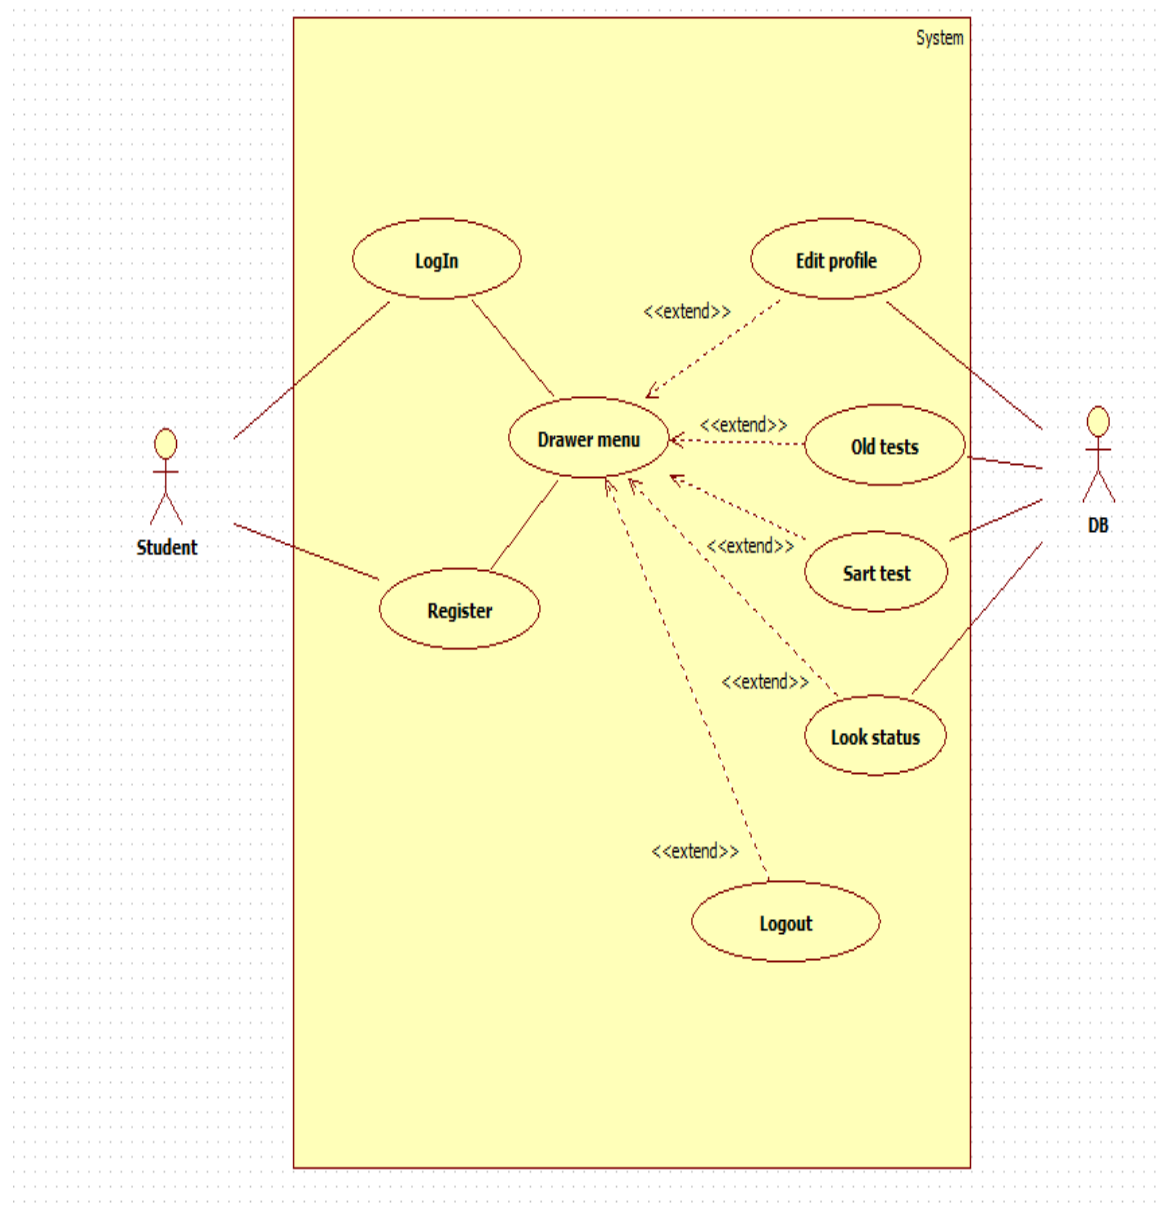 System
LogIn
Edit profile
<<extend>>
Drawer menu
<<extend>>
Old tests
Student
DB
<<extend>>
Sart test
Register
<<extend>>
Look status
<<extend>>
Logout